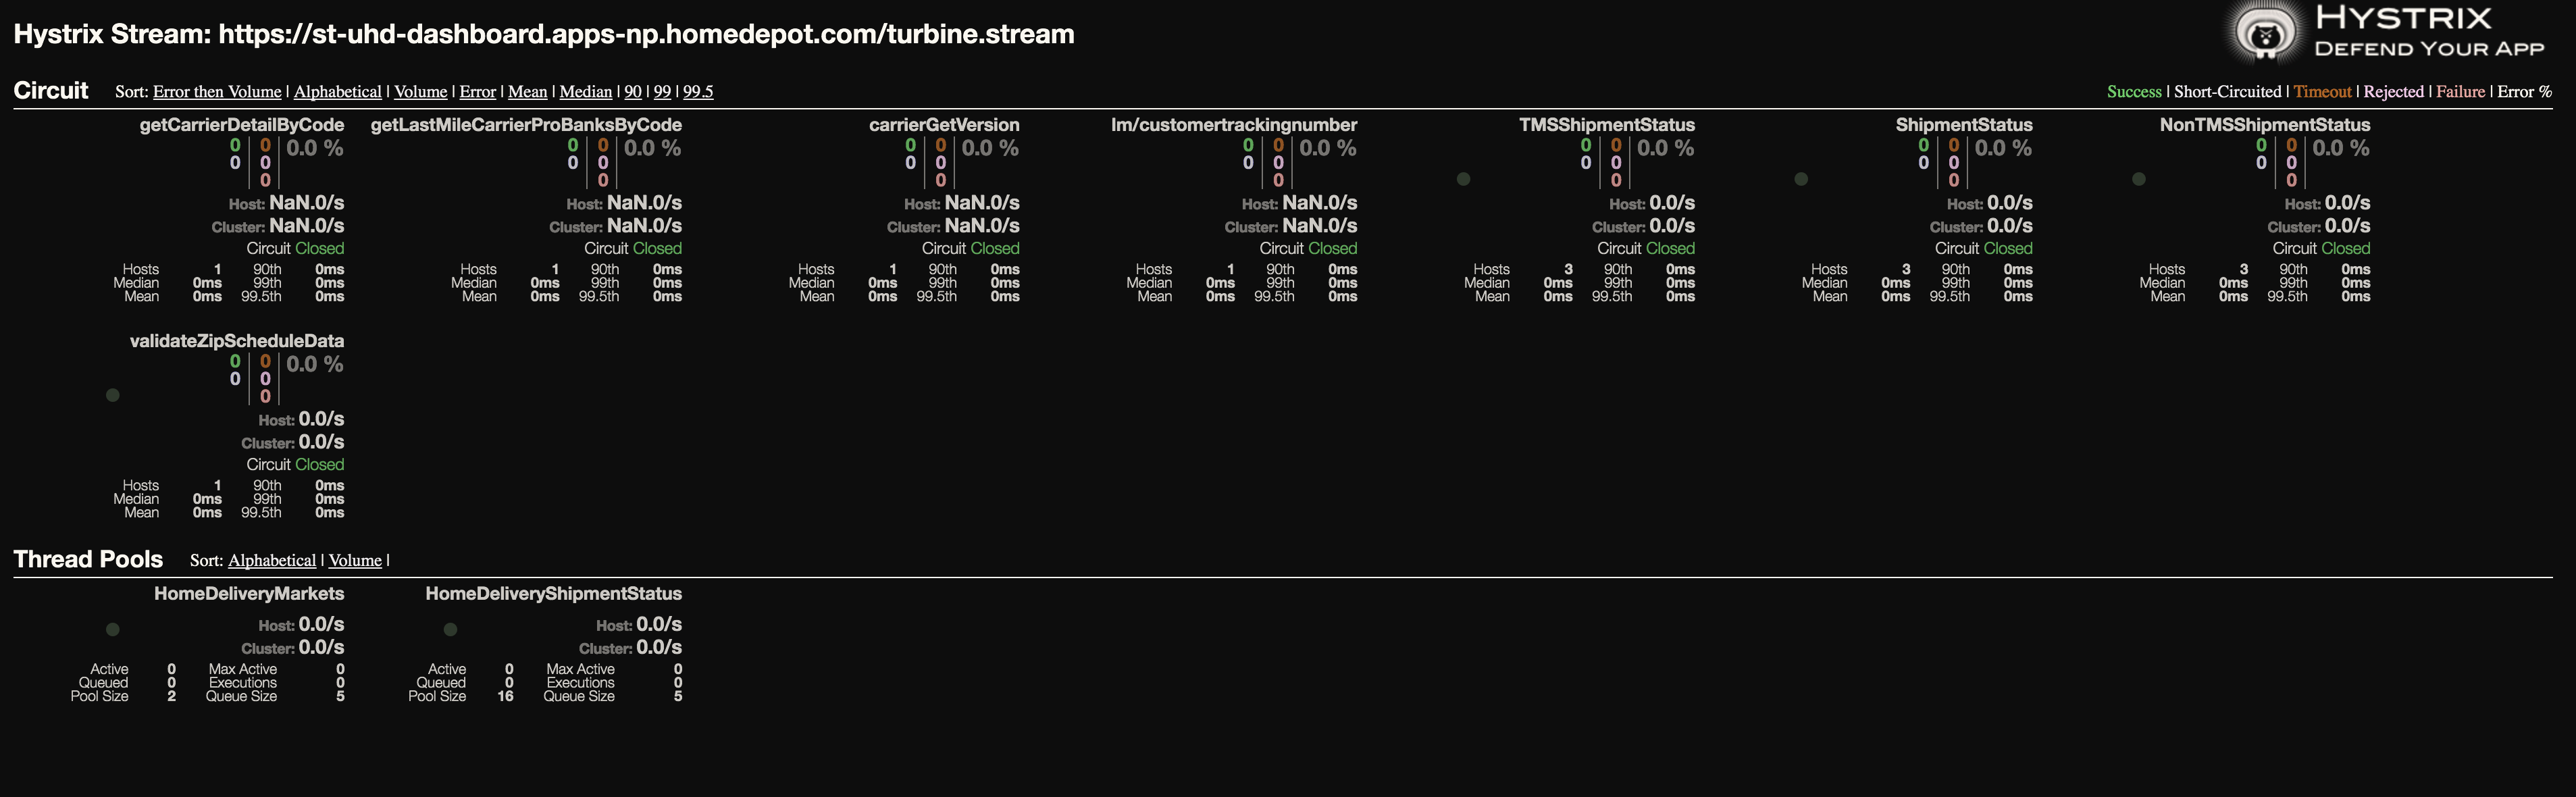 Hystrix Stream: https://st-uhd-dashboard.apps-np.homedepot.com/turbine.stream
HYSTRIX
DEFEND YOUR APP
Circuit Sort: Error then Volume | Alphabetical | Volume | Error | Mean | Median | 90 | 99 | 99.5
Success | Short-Circuited | Timeout | Rejected | Failure | Error %
getCarrierDetailByCode
0 0 0.0 %
0 0
0
Host: NaN.0/s
Cluster: NaN.0/s
Circuit Closed
Hosts 1 90th 0ms
Median 0ms 99th 0ms
Mean 0ms 99.5th 0ms
getLastMileCarrierProBanksByCode
0 0 0.0 %
0 0
0
Host: NaN.0/s
Cluster: NaN.0/s
Circuit Closed
Hosts 1 90th 0ms
Median 0ms 99th 0ms
Mean 0ms 99.5th 0ms
carrierGetVersion
0 0 0.0 %
0 0
0
Host: NaN.0/s
Cluster: NaN.0/s
Circuit Closed
Hosts 1 90th 0ms
Median 0ms 99th 0ms
Mean 0ms 99.5th 0ms
lm/customertrackingnumber
0 0 0.0 %
0 0
0
Host: NaN.0/s
Cluster: NaN.0/s
Circuit Closed
Hosts 1 90th 0ms
Median 0ms 99th 0ms
Mean 0ms 99.5th 0ms
TMSShipmentStatus
0 0 0.0 %
0 0
0
Host: 0.0/s
Cluster: 0.0/s
Circuit Closed
Hosts 3 90th 0ms
Median 0ms 99th 0ms
Mean 0ms 99.5th 0ms
ShipmentStatus
0 0 0.0 %
0 0
0
Host: 0.0/s
Cluster: 0.0/s
Circuit Closed
Hosts 3 90th 0ms
Median 0ms 99th 0ms
Mean 0ms 99.5th 0ms
NonTMSShipmentStatus
0 0 0.0 %
0 0
0
Host: 0.0/s
Cluster: 0.0/s
Circuit Closed
Hosts 3 90th 0ms
Median 0ms 99th 0ms
Mean 0ms 99.5th 0ms
validateZipScheduleData
0 0 0.0 %
0 0
0
Host: 0.0/s
Cluster: 0.0/s
Circuit Closed
Hosts 1 90th 0ms
Median 0ms 99th 0ms
Mean 0ms 99.5th 0ms
Thread Pools Sort: Alphabetical | Volume |
HomeDeliveryMarkets
Host: 0.0/s
Cluster: 0.0/s
Active 0 Max Active 0
Queued 0 Executions 0
Pool Size 2 Queue Size 5
HomeDeliveryShipmentStatus
Host: 0.0/s
Cluster: 0.0/s
Active 0 Max Active 0
Queued 0 Executions 0
Pool Size 16 Queue Size 5